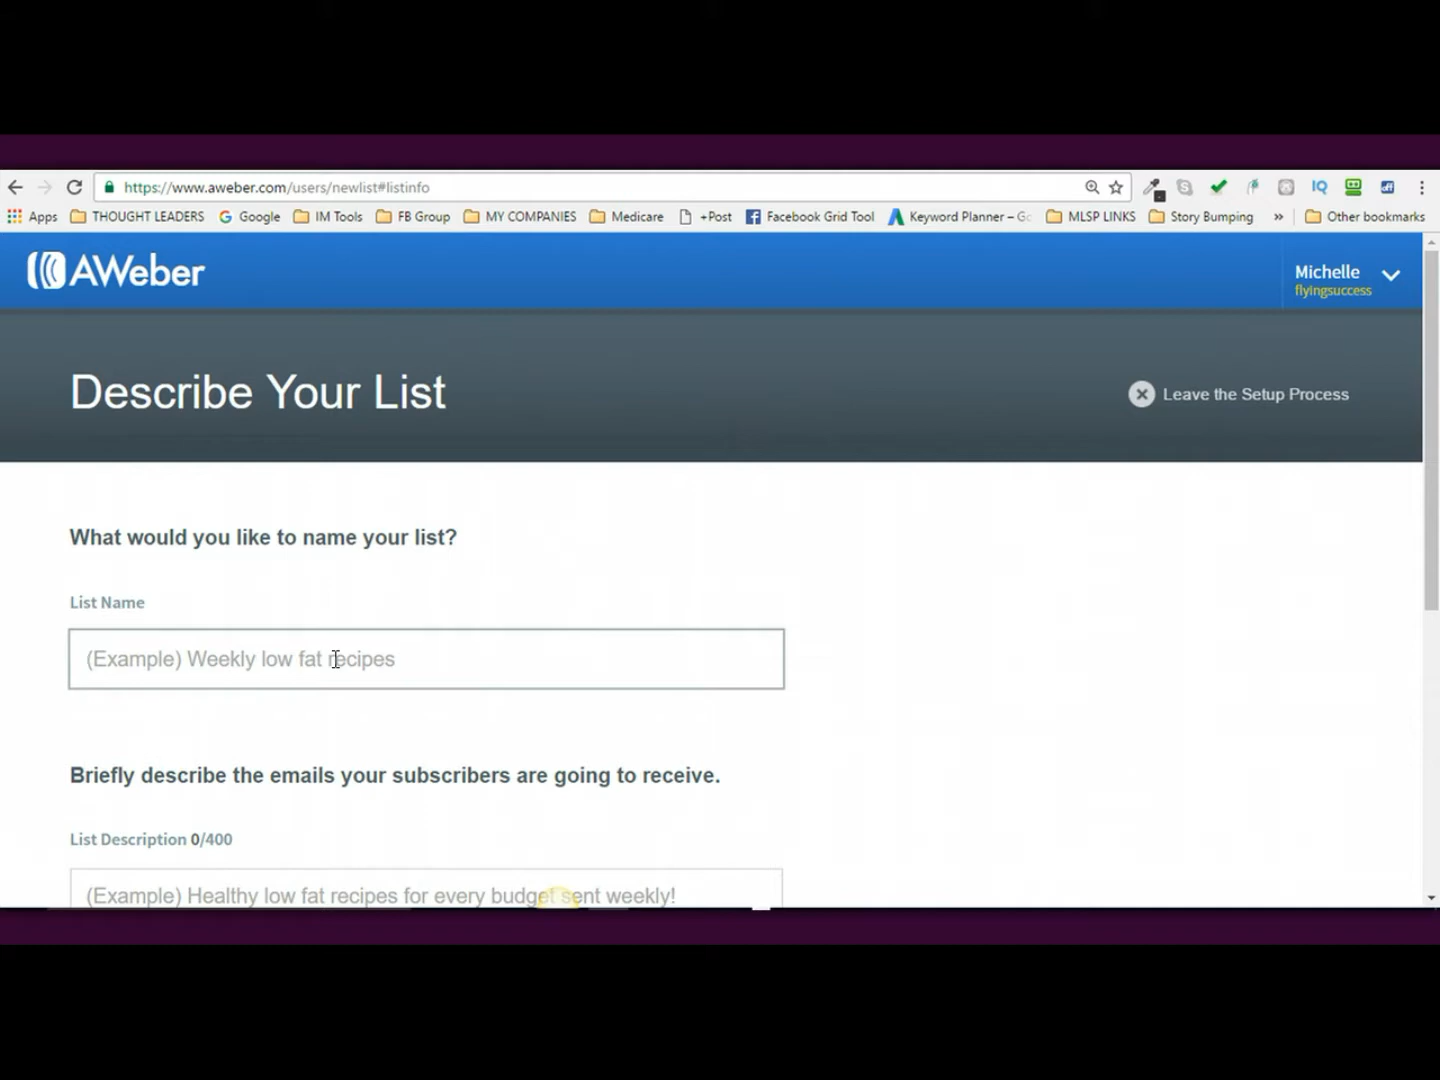 https://www.aweber.com/users/newlist#listinfo
IQ
off
Apps THOUGHT LEADERS Google IM Tools FB Group MY COMPANIES Medicare +Post Facebook Grid Tool Keyword Planner – Go MLSP LINKS Story Bumping » Other bookmarks
AWeber
Michelle
flyingsuccess
Describe Your List
Leave the Setup Process
What would you like to name your list?
List Name
(Example) Weekly low fat recipes
Briefly describe the emails your subscribers are going to receive.
List Description 0/400
(Example) Healthy low fat recipes for every budget sent weekly!